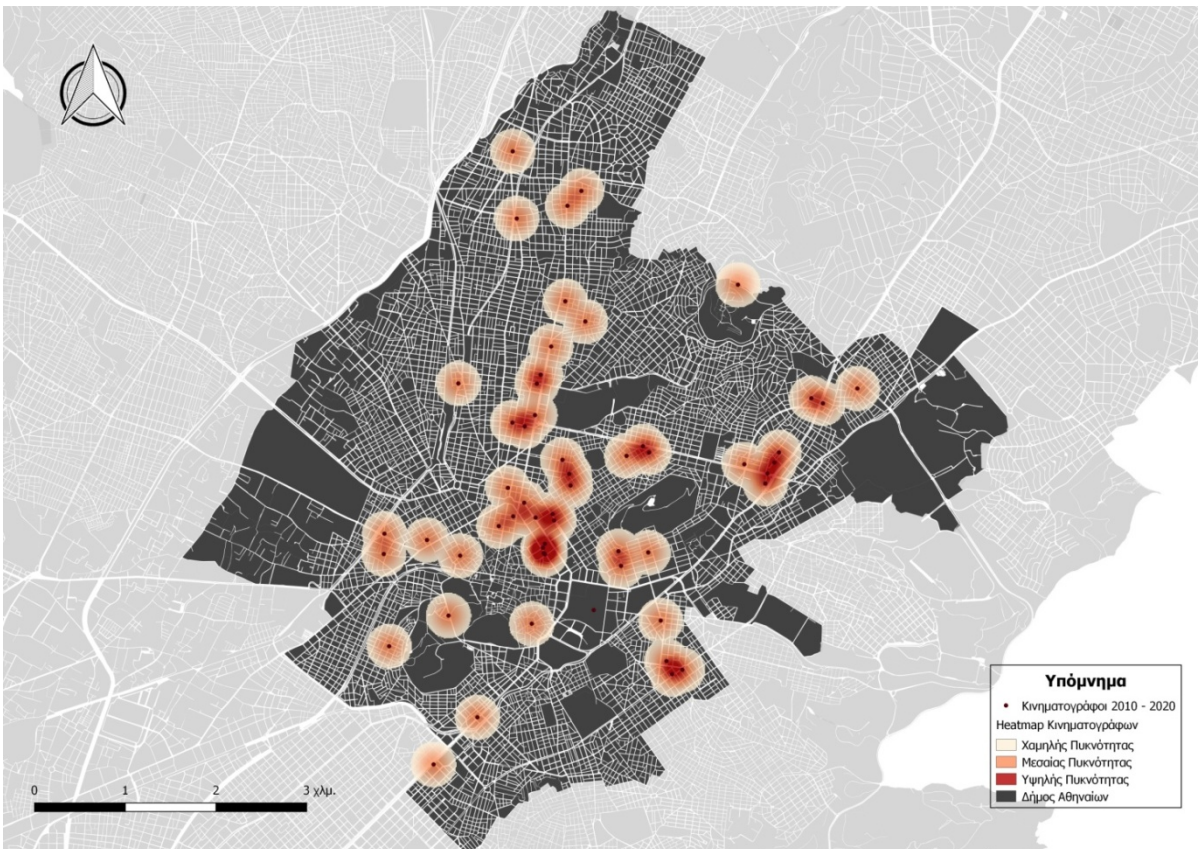 Υπόμνημα
Κινηματογράφοι 2010 - 2020
Heatmap Κινηματογράφων
Χαμηλής Πυκνότητας
Μεσαίας Πυκνότητας
Υψηλής Πυκνότητας
Δήμος Αθηναίων
0 1 2 3 χλμ.